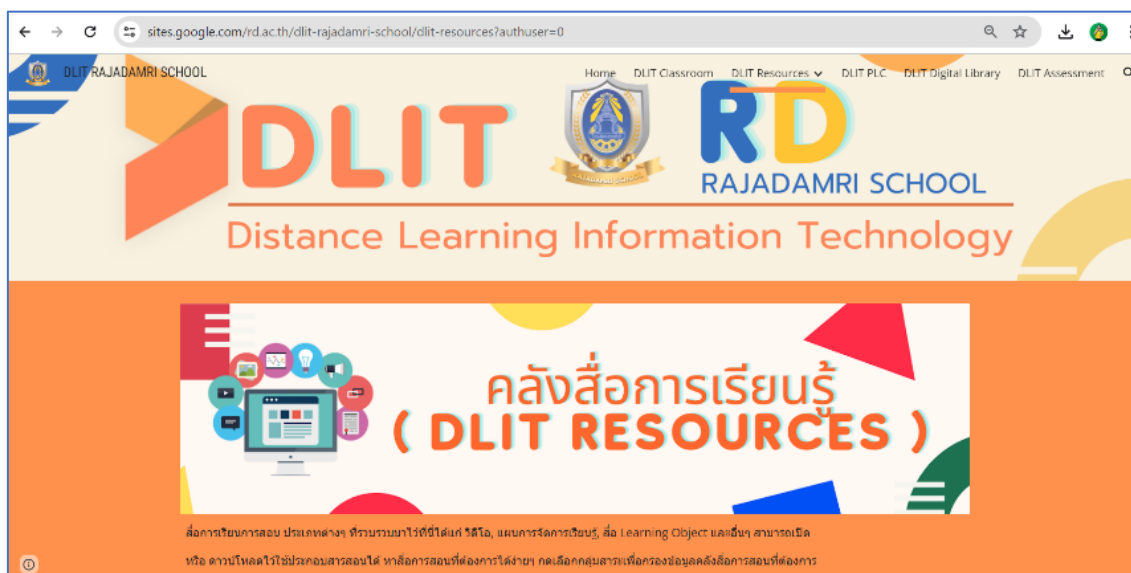 sites.google.com/rd.ac.th/dlit-rajadamri-school/dlit-resources?authuser=0
DLIT RAJADAMRI SCHOOL
Home DLIT Classroom DLIT Resources DLIT PLC DLIT Digital Library DLIT Assessment
DLIT RD
RAJADAMRI SCHOOL
Distance Learning Information Technology
คลังสื่อการเรียนรู้
( DLIT RESOURCES )
สื่อการเรียนการสอน ประเภทต่างๆ ที่รวบรวมมาไว้ที่นี่ได้แก่ วิดีโอ, แผนการจัดการเรียนรู้, สื่อ Learning Object และอื่นๆ สามารถเปิด
หรือ ดาวน์โหลดไว้ใช้ประกอบสารสอนได้ หาสื่อการสอนที่ต้องการได้ง่ายๆ กดเลือกกลุ่มสาระเพื่อกรองข้อมูลคลังสื่อการสอนที่ต้องการ